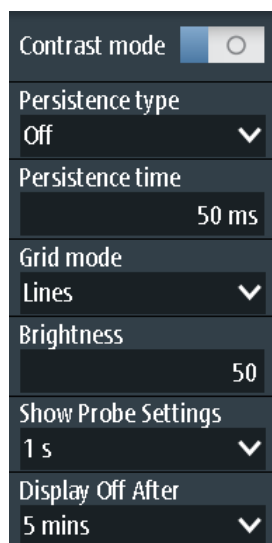 Contrast mode
Persistence type
Off
Persistence time
50 ms
Grid mode
Lines
Brightness
50
Show Probe Settings
1 s
Display Off After
5 mins